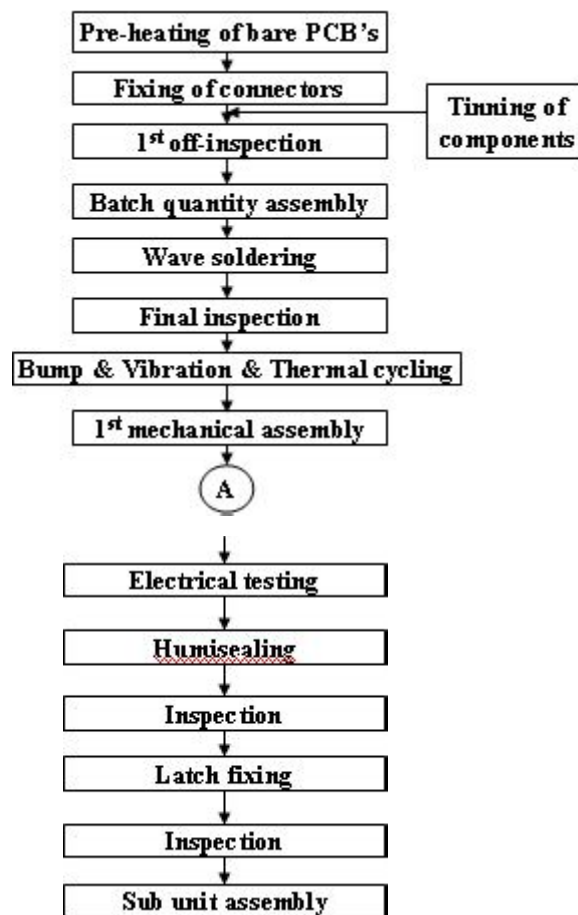 Pre-heating of bare PCB's
Fixing of connectors
Tinning of
components
1st off-inspection
Batch quantity assembly
Wave soldering
Final inspection
Bump & Vibration & Thermal cycling
1st mechanical assembly
A
Electrical testing
Humisealing
Inspection
Latch fixing
Inspection
Sub unit assembly